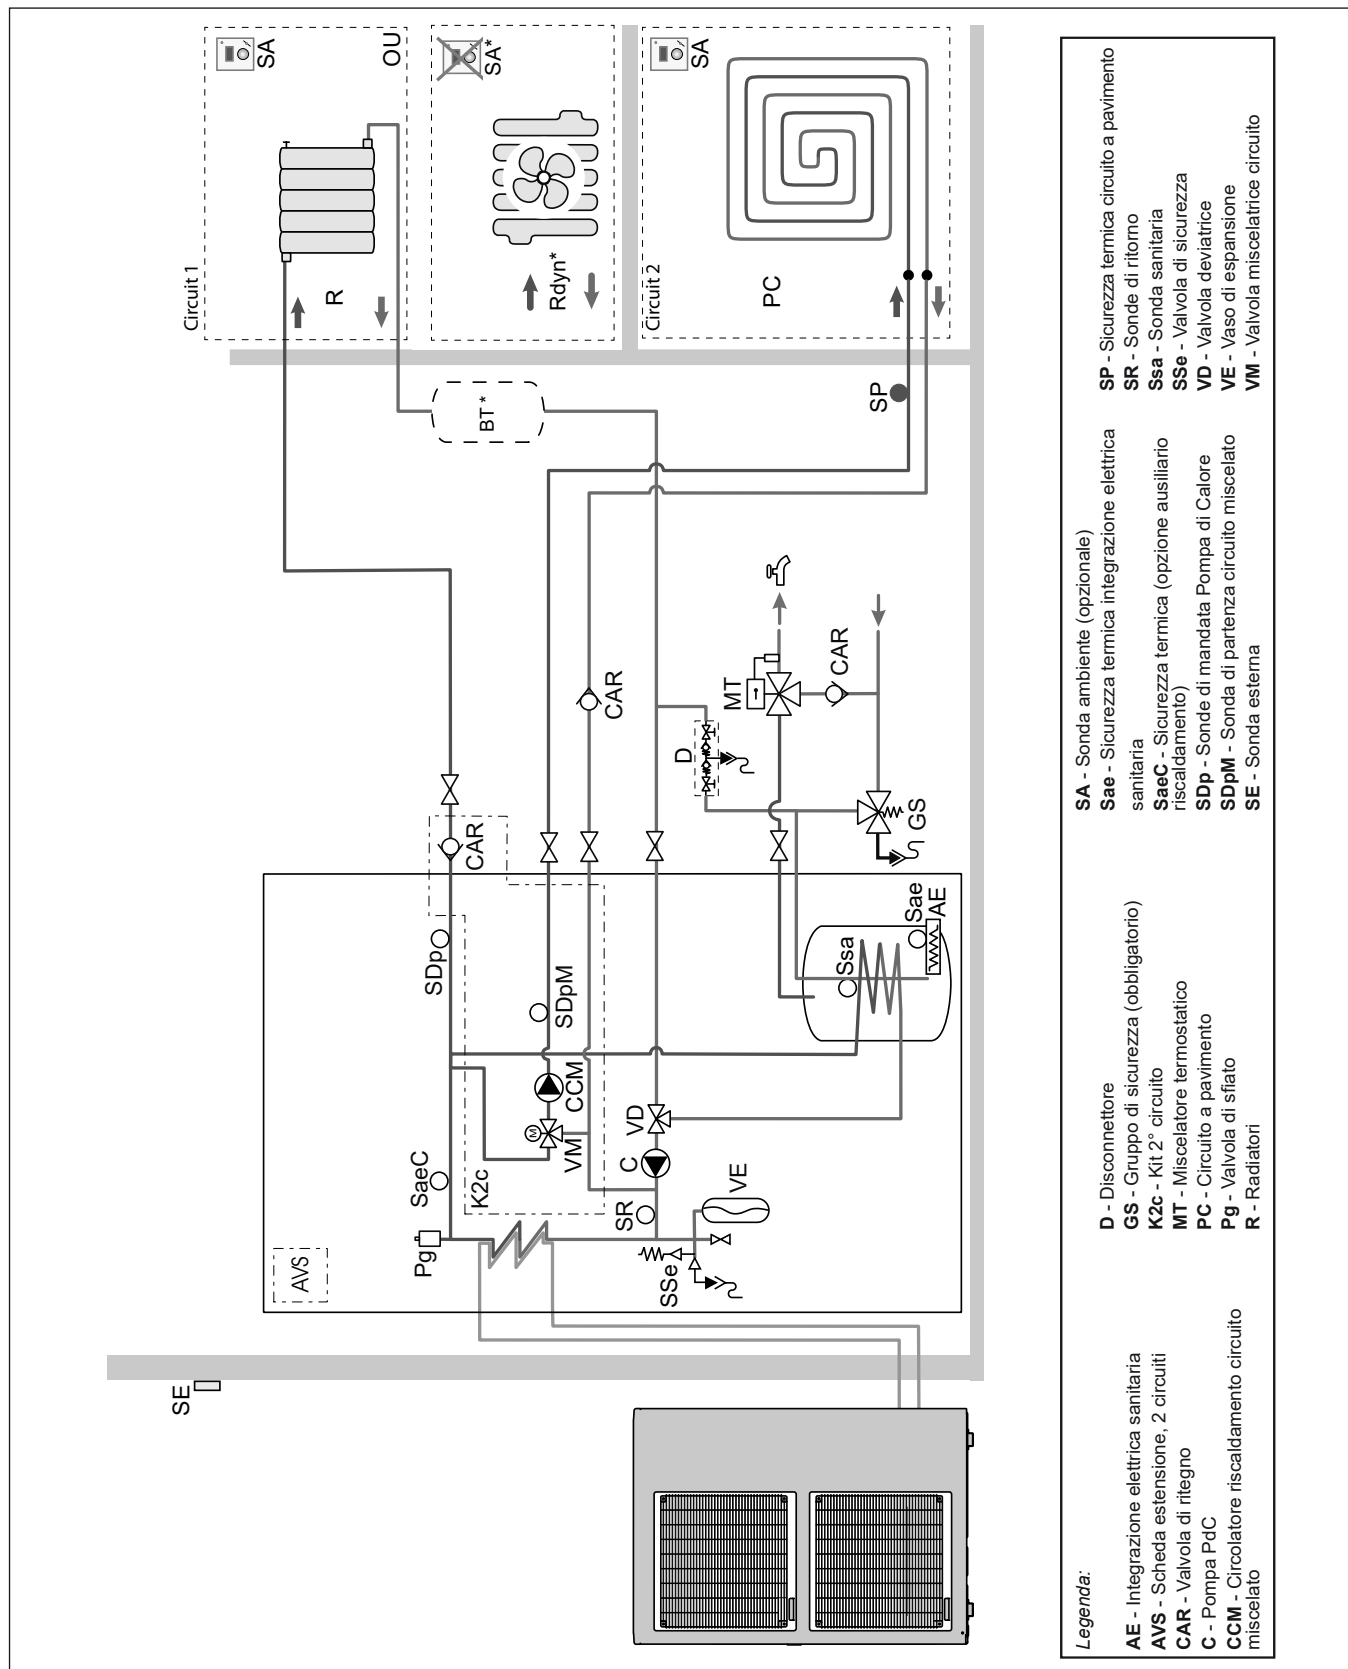 SE
AVS
Pg
SaeC
K2c
SDp
CAR
VM
CCM
SDpM
SR
C
VD
SSe
VE
Ssa
Sae
AE
CAR
D
MT
CAR
GS
BT *
SP
Circuit 1
R
SA
OU
Rdyn*
SA*
Circuit 2
PC
SA
M
Legenda:
AE - Integrazione elettrica sanitaria
AVS - Scheda estensione, 2 circuiti
CAR - Valvola di ritegno
C - Pompa PdC
CCM - Circolatore riscaldamento circuito
miscelato
D - Disconnettore
GS - Gruppo di sicurezza (obbligatorio)
K2c - Kit 2° circuito
MT - Miscelatore termostatico
PC - Circuito a pavimento
Pg - Valvola di sfiato
R - Radiatori
SA - Sonda ambiente (opzionale)
Sae - Sicurezza termica integrazione elettrica
sanitaria
SaeC - Sicurezza termica (opzione ausiliario
riscaldamento)
SDp - Sonde di mandata Pompa di Calore
SDpM - Sonda di partenza circuito miscelato
SE - Sonda esterna
SP - Sicurezza termica circuito a pavimento
SR - Sonde di ritorno
Ssa - Sonda sanitaria
SSe - Valvola di sicurezza
VD - Valvola deviatrice
VE - Vaso di espansione
VM - Valvola miscelatrice circuito